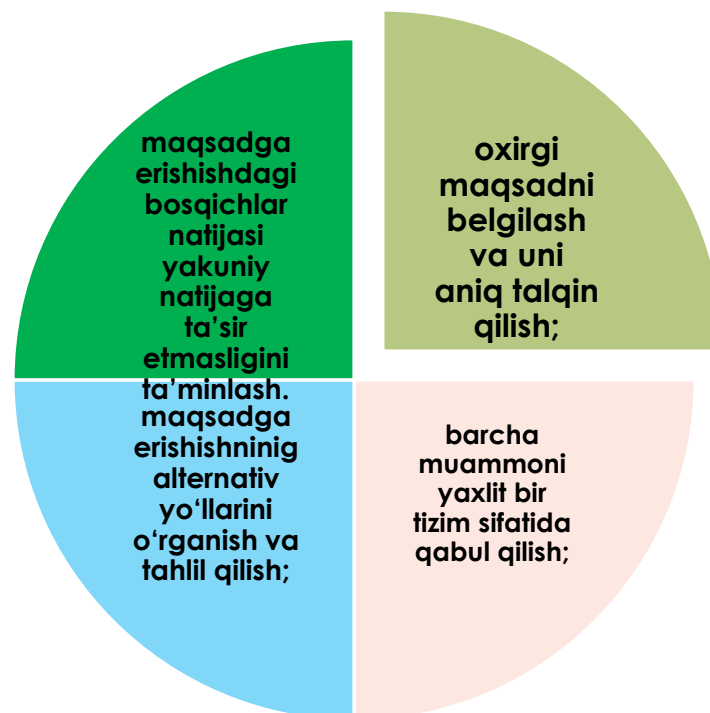 maqsadga
erishishdagi
bosqichlar
natijasi
yakuniy
natijaga
ta’sir
etmasligini
ta’minlash.
oxirgi
maqsadni
belgilash
va uni
aniq talqin
qilish;
maqsadga
erishishninig
alternativ
yo‘llarini
o‘rganish va
tahlil qilish;
barcha
muammoni
yaxlit bir
tizim sifatida
qabul qilish;